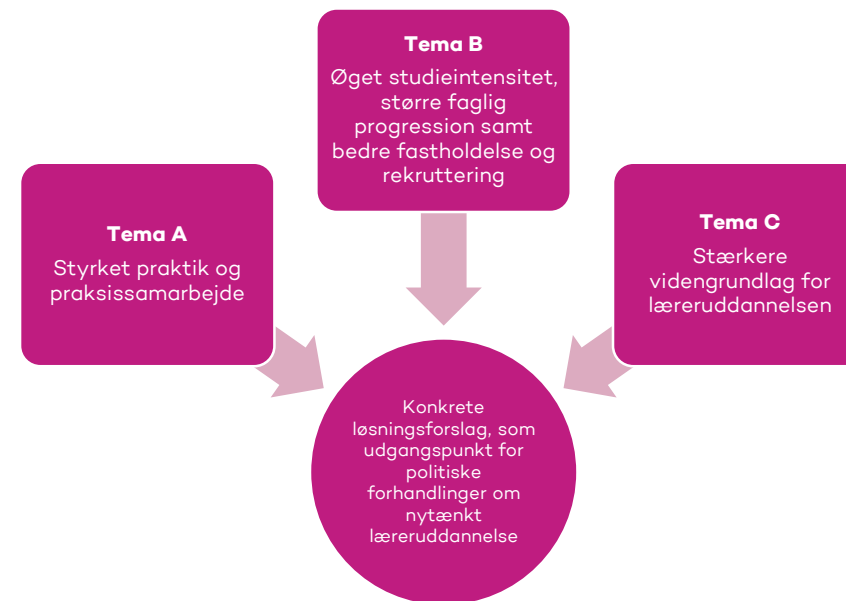 Tema A
Styrket praktik og
praksissamarbejde
Tema B
Øget studieintensitet,
større faglig
progression samt
bedre fastholdelse og
rekruttering
Tema C
Stærkere
videngrundlag for
læreruddannelsen
Konkrete
løsningsforslag, som
udgangspunkt for
politiske
forhandlinger om
nytænkt
læreruddannelse